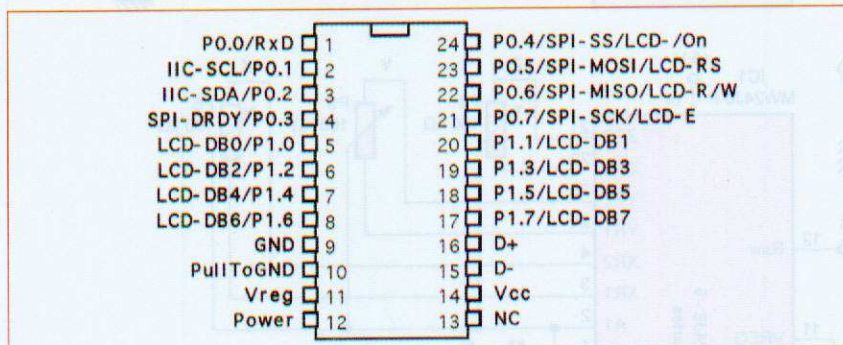 P0.0/RxD 1 24 P0.4/SPI-SS/LCD-/On
IIC-SCL/P0.1 2 23 P0.5/SPI-MOSI/LCD-RS
IIC-SDA/P0.2 3 22 P0.6/SPI-MISO/LCD-R/W
SPI-DRDY/P0.3 4 21 P0.7/SPI-SCK/LCD-E
LCD-DB0/P1.0 5 20 P1.1/LCD-DB1
LCD-DB2/P1.2 6 19 P1.3/LCD-DB3
LCD-DB4/P1.4 7 18 P1.5/LCD-DB5
LCD-DB6/P1.6 8 17 P1.7/LCD-DB7
GND 9 16 D+
PullToGND 10 15 D-
Vreg 11 14 Vcc
Power 12 13 NC